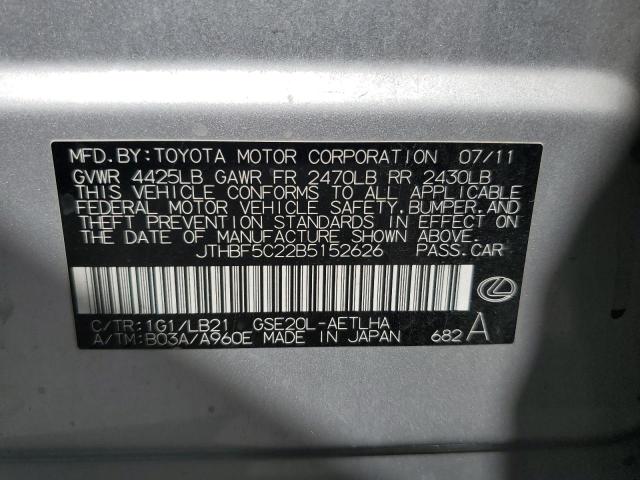 MFD.BY:TOYOTA MOTOR CORPORATION 07/11
GVWR 4425LB GAWR FR 2470LB RR 2430LB
THIS VEHICLE CONFORMS TO ALL APPLICABLE
FEDERAL MOTOR VEHICLE SAFETY,BUMPER,AND
THEFT PREVENTION STANDARDS IN EFFECT ON
THE DATE OF MANUFACTURE SHOWN ABOVE.
JTHBF5C22B5152626 PASS.CAR
C/TR:1G1/LB21 GSE20L-AETLHA
A/TM:B03A/A960E MADE IN JAPAN 682 A